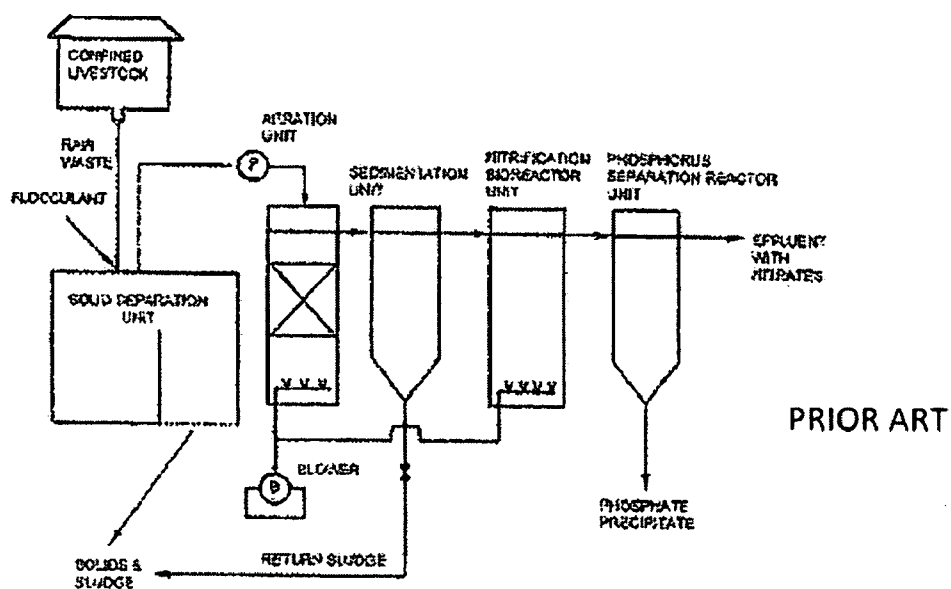 CONFINED
LIVESTOCK
RAW
WASTE
FLOCCULANT
SOLID SEPARATION
UNIT
AERATION
UNIT
P
SEDIMENTATION
UNIT
NITRIFICATION
BIOREACTOR
UNIT
PHOSPHORUS
SEPARATION REACTOR
UNIT
EFFLUENT
WITH
NITRATES
PRIOR ART
BLOWER
B
PHOSPHATE
PRECIPITATE
RETURN SLUDGE
SOLIDS &
SLUDGE